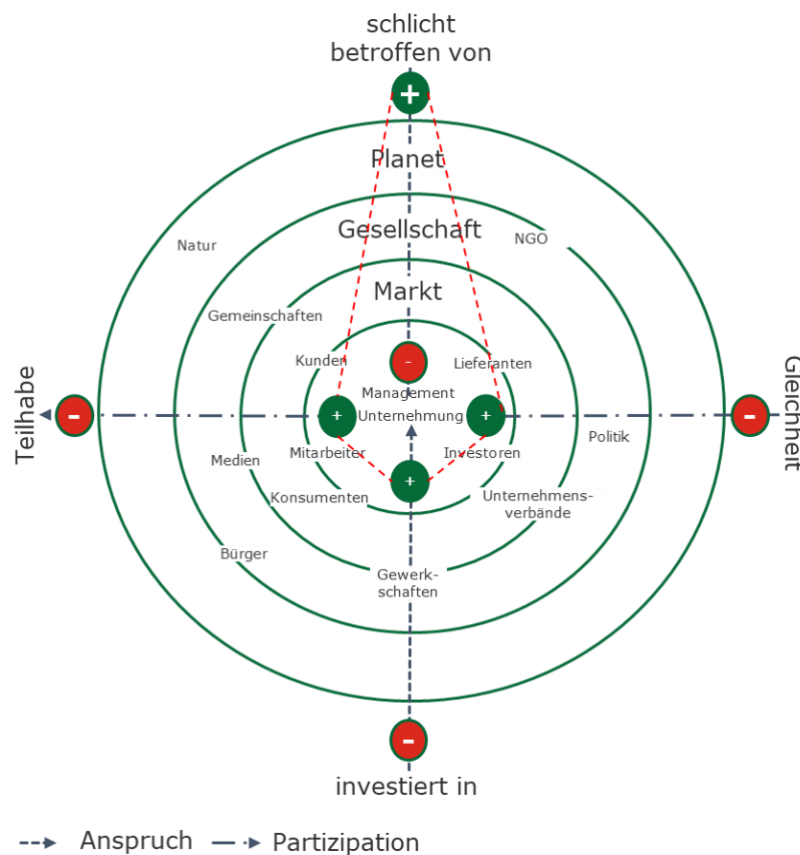 schlicht
betroffen von
+
Planet
Gesellschaft
NGO
Natur
Markt
Gemeinschaften
Kunden
-
Lieferanten
Management
Teilhabe
-
+
Unternehmung
+
-
Gleichheit
Politik
Mitarbeiter
Investoren
Medien
+
Konsumenten
Unternehmens-
verbände
Bürger
Gewerk-
schaften
-
investiert in
Anspruch
Partizipation